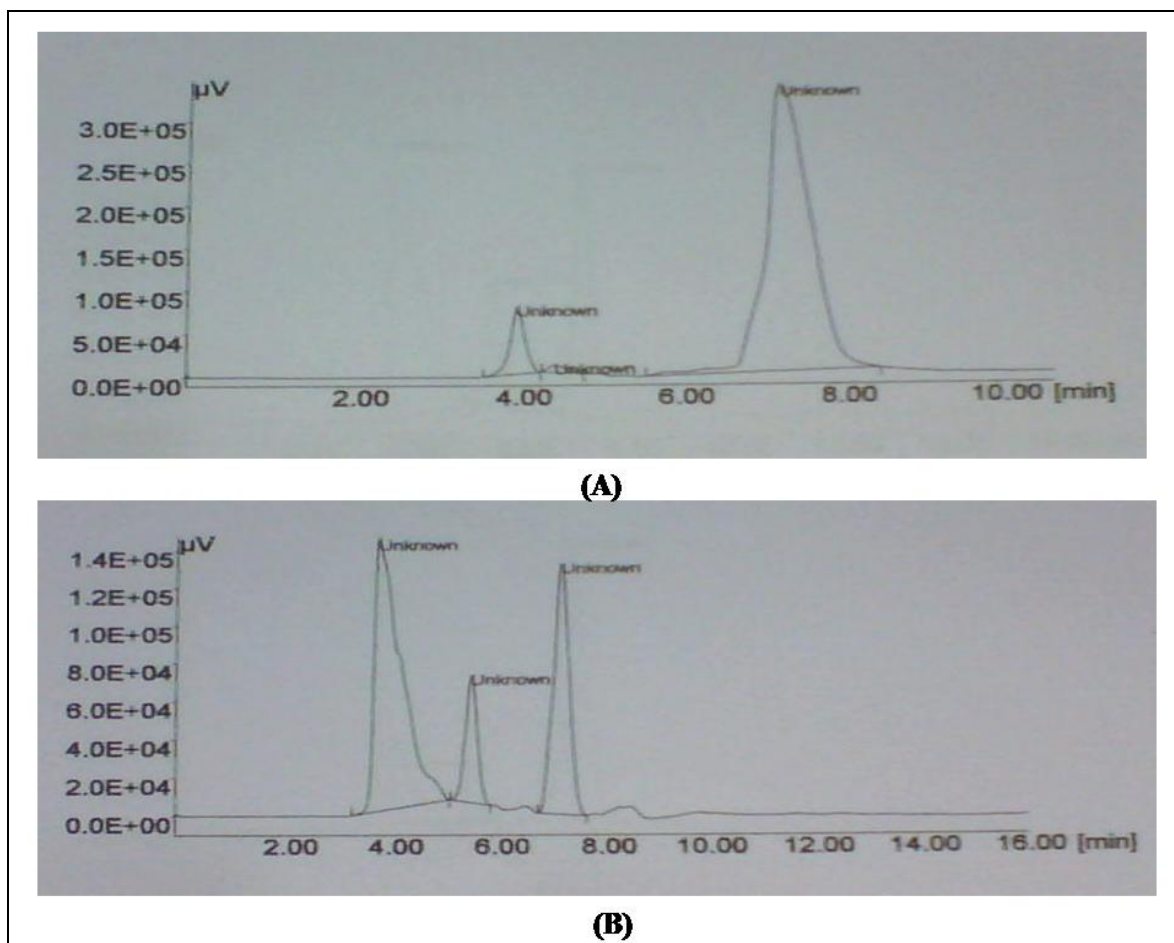 µV
Unknown
3.0E+05
2.5E+05
2.0E+05
1.5E+05
1.0E+05
Unknown
5.0E+04
Unknown
0.0E+00
2.00 4.00 6.00 8.00 10.00 [min]
(A)
µV
Unknown
1.4E+05
Unknown
1.2E+05
1.0E+05
8.0E+04
Unknown
6.0E+04
4.0E+04
2.0E+04
0.0E+00
2.00 4.00 6.00 8.00 10.00 12.00 14.00 16.00 [min]
(B)